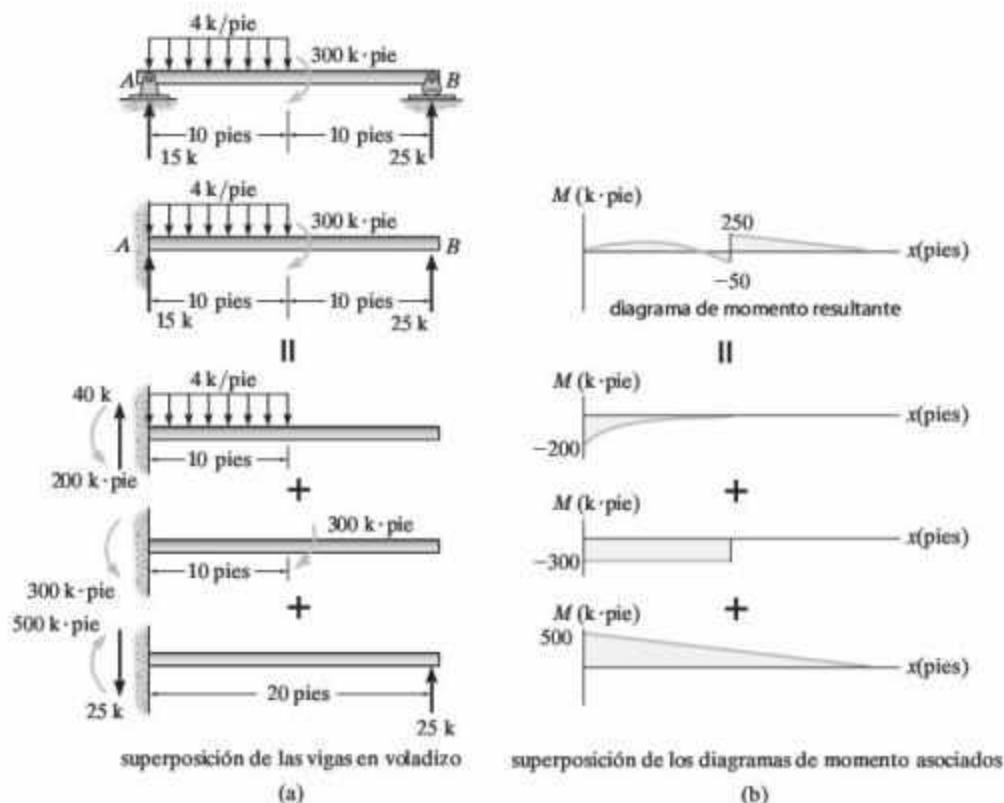 4 k/pie
300 k·pie
A
B
10 pies
10 pies
15 k
25 k
4 k/pie
300 k·pie
A
B
10 pies
10 pies
15 k
25 k
=
40 k
4 k/pie
10 pies
200 k·pie
+
300 k·pie
10 pies
300 k·pie
+
500 k·pie
20 pies
25 k
25 k
superposición de las vigas en voladizo
(a)
M (k·pie)
250
x(pies)
−50
diagrama de momento resultante
=
M (k·pie)
x(pies)
−200
+
M (k·pie)
x(pies)
−300
+
M (k·pie)
500
x(pies)
superposición de los diagramas de momento asociados
(b)